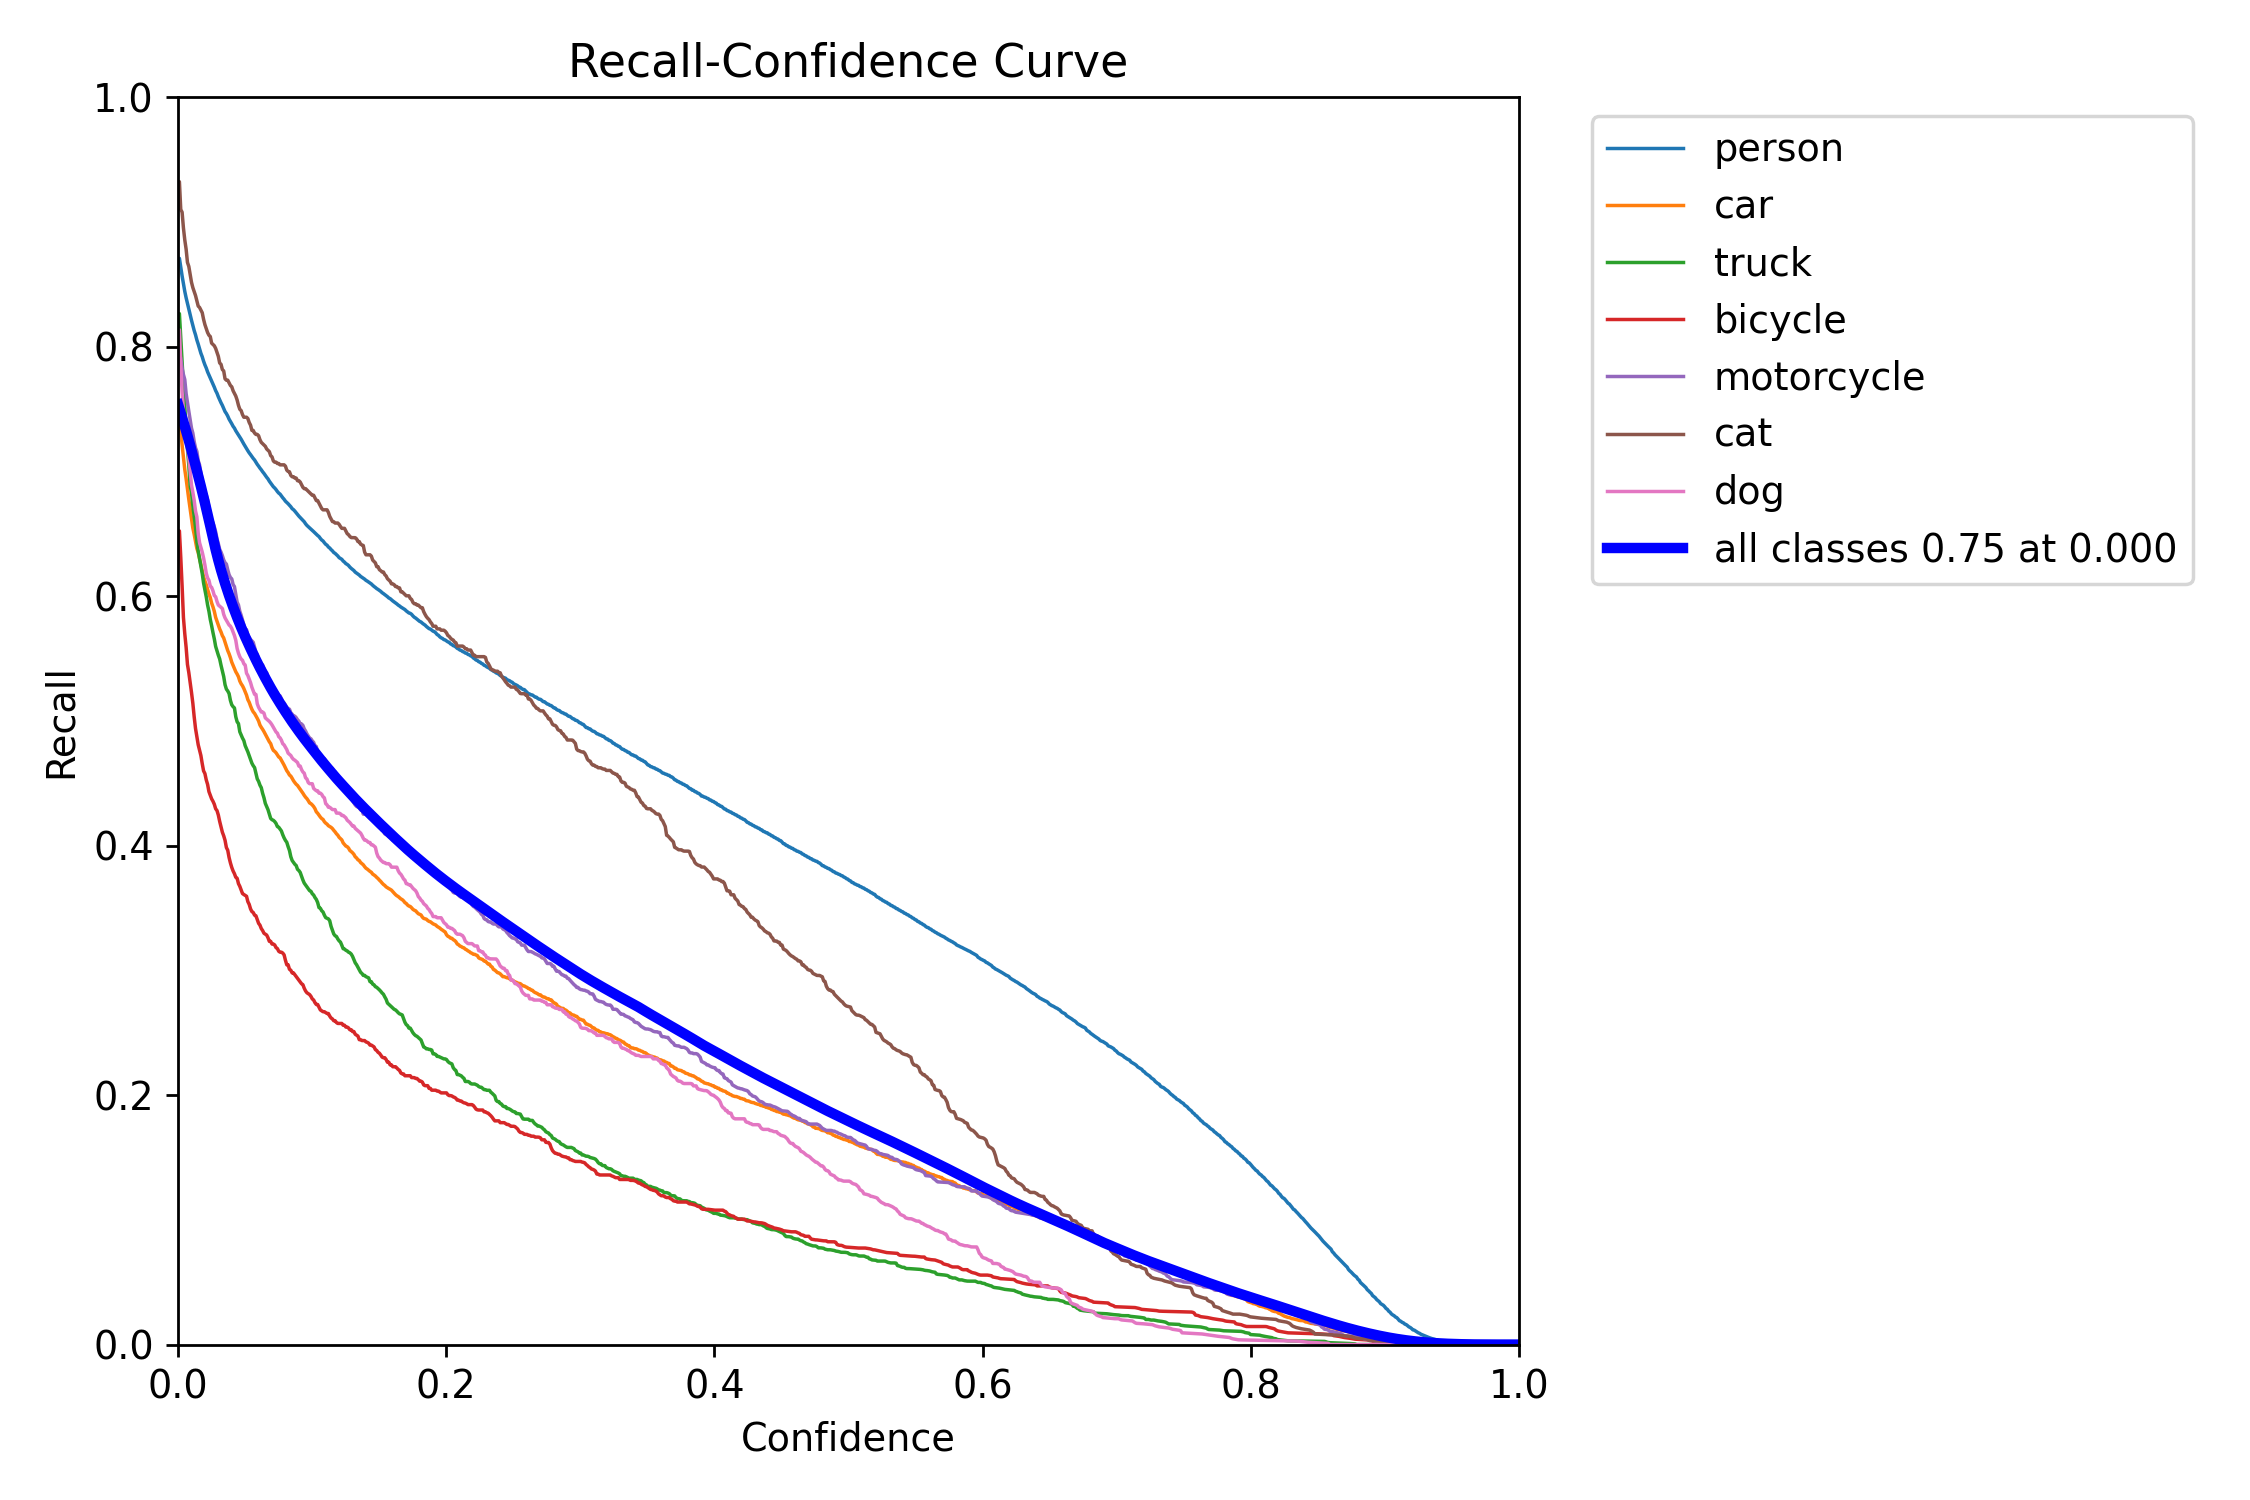 Recall-Confidence Curve
1.0
0.8
0.6
0.4
0.2
0.0
Recall
0.0 0.2 0.4 0.6 0.8 1.0
Confidence
person
car
truck
bicycle
motorcycle
cat
dog
all classes 0.75 at 0.000